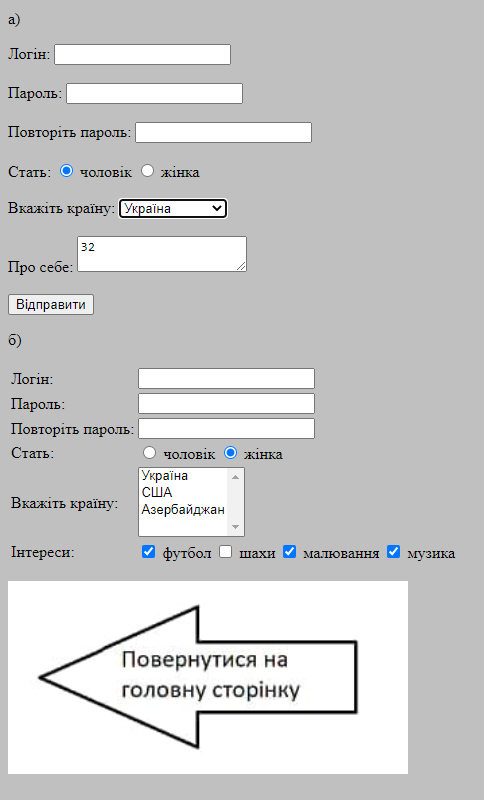 а)
Логін:
Пароль:
Повторіть пароль:
Стать: чоловік жінка
Вкажіть країну: Україна
Про себе: 32
Відправити
б)
Логін:
Пароль:
Повторіть пароль:
Стать: чоловік жінка
Вкажіть країну: Україна
США
Азербайджан
Інтереси: футбол шахи малювання музика
Повернутися на
головну сторінку